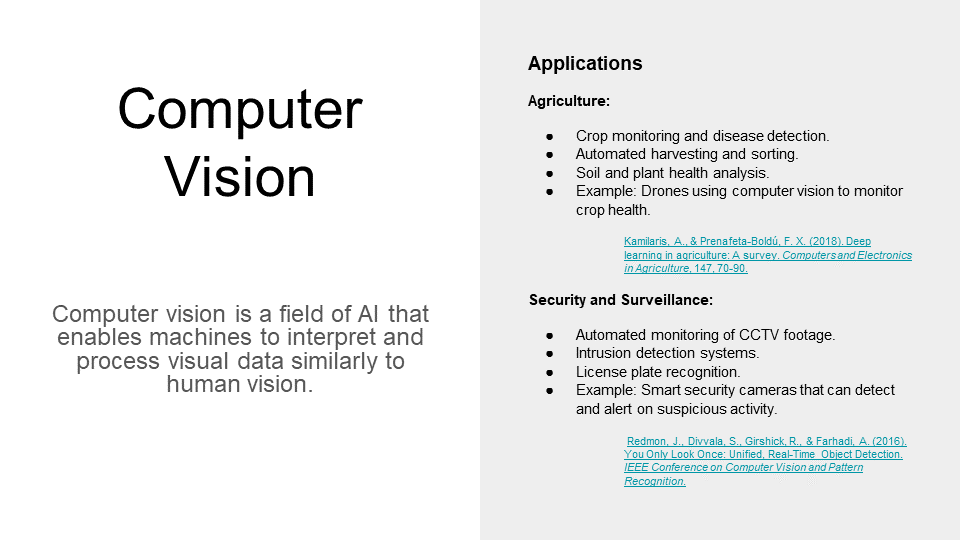 Computer
Vision
Computer vision is a field of AI that
enables machines to interpret and
process visual data similarly to
human vision.
Applications
Agriculture:
● Crop monitoring and disease detection.
● Automated harvesting and sorting.
● Soil and plant health analysis.
● Example: Drones using computer vision to monitor
crop health.
Kamilaris, A., & Prenafeta-Boldú, F. X. (2018). Deep
learning in agriculture: A survey. Computers and Electronics
in Agriculture, 147, 70-90.
Security and Surveillance:
● Automated monitoring of CCTV footage.
● Intrusion detection systems.
● License plate recognition.
● Example: Smart security cameras that can detect
and alert on suspicious activity.
Redmon, J., Divvala, S., Girshick, R., & Farhadi, A. (2016).
You Only Look Once: Unified, Real-Time Object Detection.
IEEE Conference on Computer Vision and Pattern
Recognition.